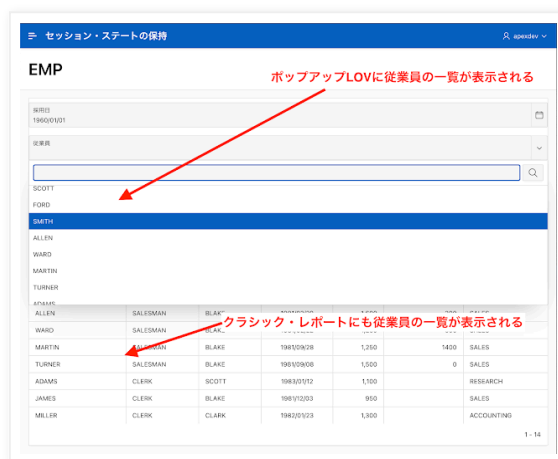 セッション・ステートの保持
apexdev
EMP
ポップアップLOVに従業員の一覧が表示される
採用日
1960/01/01
従業員
SCOTT
FORD
SMITH
ALLEN
WARD
MARTIN
TURNER
ADAMS
ALLEN SALESMAN BLAKE 1,600 300 SALES
クラシック・レポートにも従業員の一覧が表示される
WARD SALESMAN BLAKE
MARTIN SALESMAN BLAKE 1981/09/28 1,250 1400 SALES
TURNER SALESMAN BLAKE 1981/09/08 1,500 0 SALES
ADAMS CLERK SCOTT 1983/01/12 1,100 RESEARCH
JAMES CLERK BLAKE 1981/12/03 950 SALES
MILLER CLERK CLARK 1982/01/23 1,300 ACCOUNTING
1 - 14